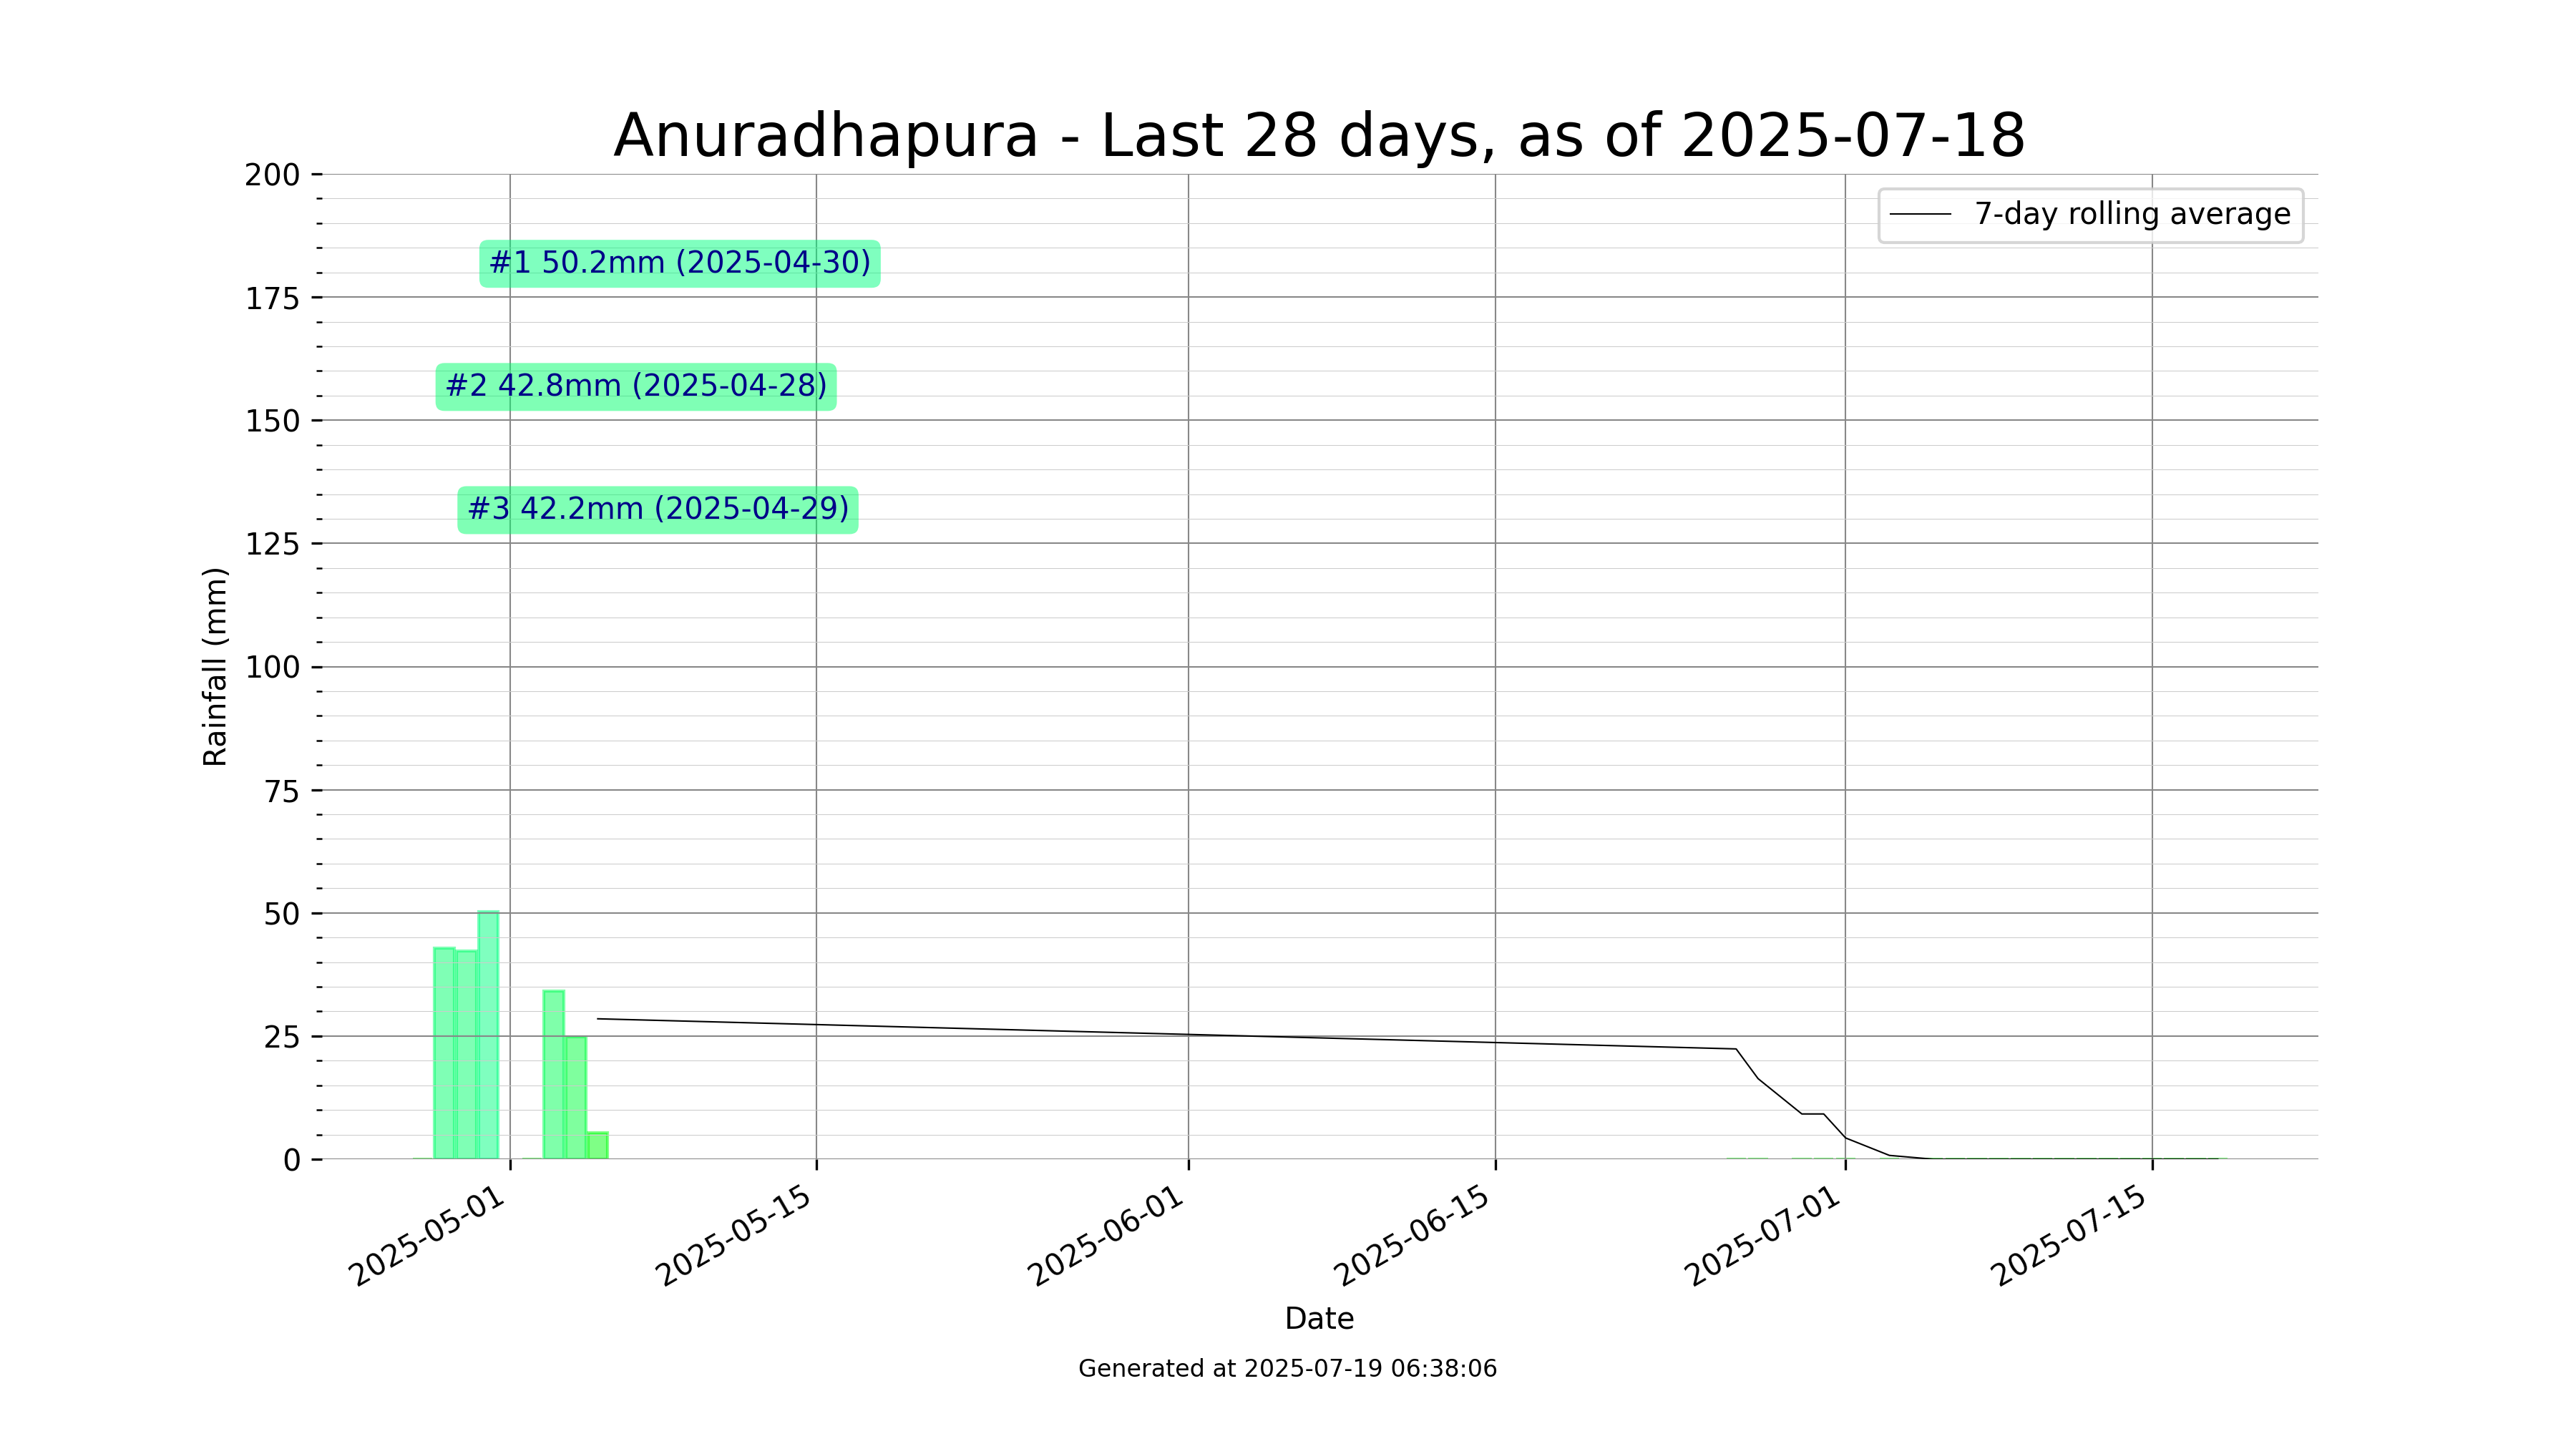 Anuradhapura - Last 28 days, as of 2025-07-18
200
175
150
125
100
75
50
25
0
Rainfall (mm)
7-day rolling average
#1 50.2mm (2025-04-30)
#2 42.8mm (2025-04-28)
#3 42.2mm (2025-04-29)
2025-05-01
2025-05-15
2025-06-01
2025-06-15
2025-07-01
2025-07-15
Date
Generated at 2025-07-19 06:38:06